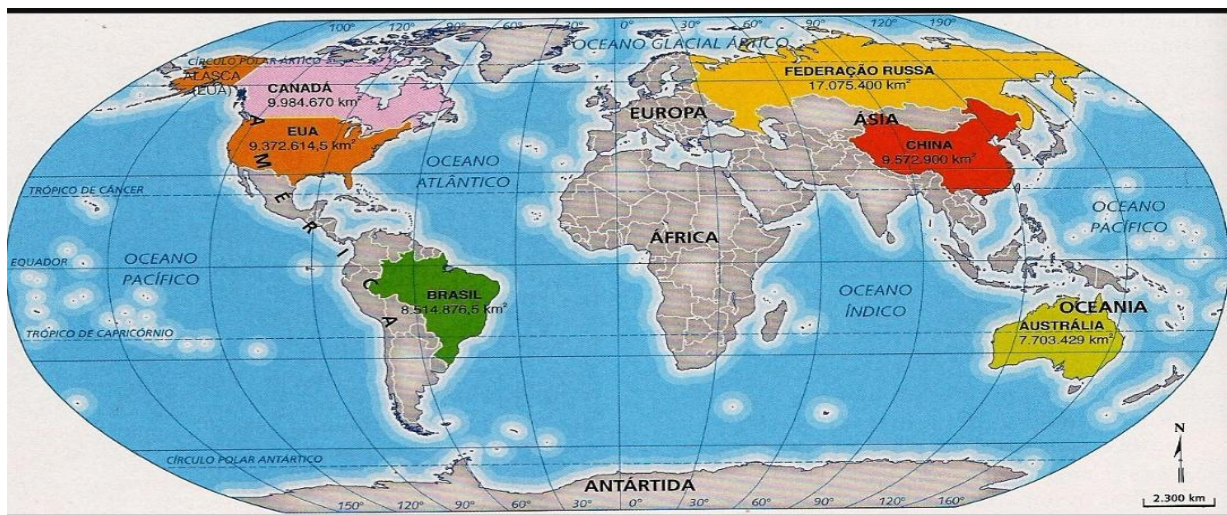 100° 120° 90° 60° 30° 0° 30° 60° 90° 120° 190°
OCEANO GLACIAL ÁRTICO
CÍRCULO POLAR ÁRTICO
ALASCA
(EUA)
CANADÁ
9.984.670 km²
FEDERAÇÃO RUSSA
17.075.400 km²
EUROPA
ÁSIA
EUA
9.372.614,5 km²
CHINA
9.572.900 km²
AMERICA
OCEANO
ATLÂNTICO
TRÓPICO DE CÂNCER
OCEANO
PACÍFICO
ÁFRICA
EQUADOR
OCEANO
PACÍFICO
BRASIL
8.514.876,5 km²
OCEANO
ÍNDICO
OCEANIA
AUSTRÁLIA
7.703.429 km²
TRÓPICO DE CAPRICÓRNIO
N
CÍRCULO POLAR ANTÁRTICO
ANTÁRTIDA
2.300 km
150° 120° 90° 60° 30° 0° 30° 60° 90° 120° 160°